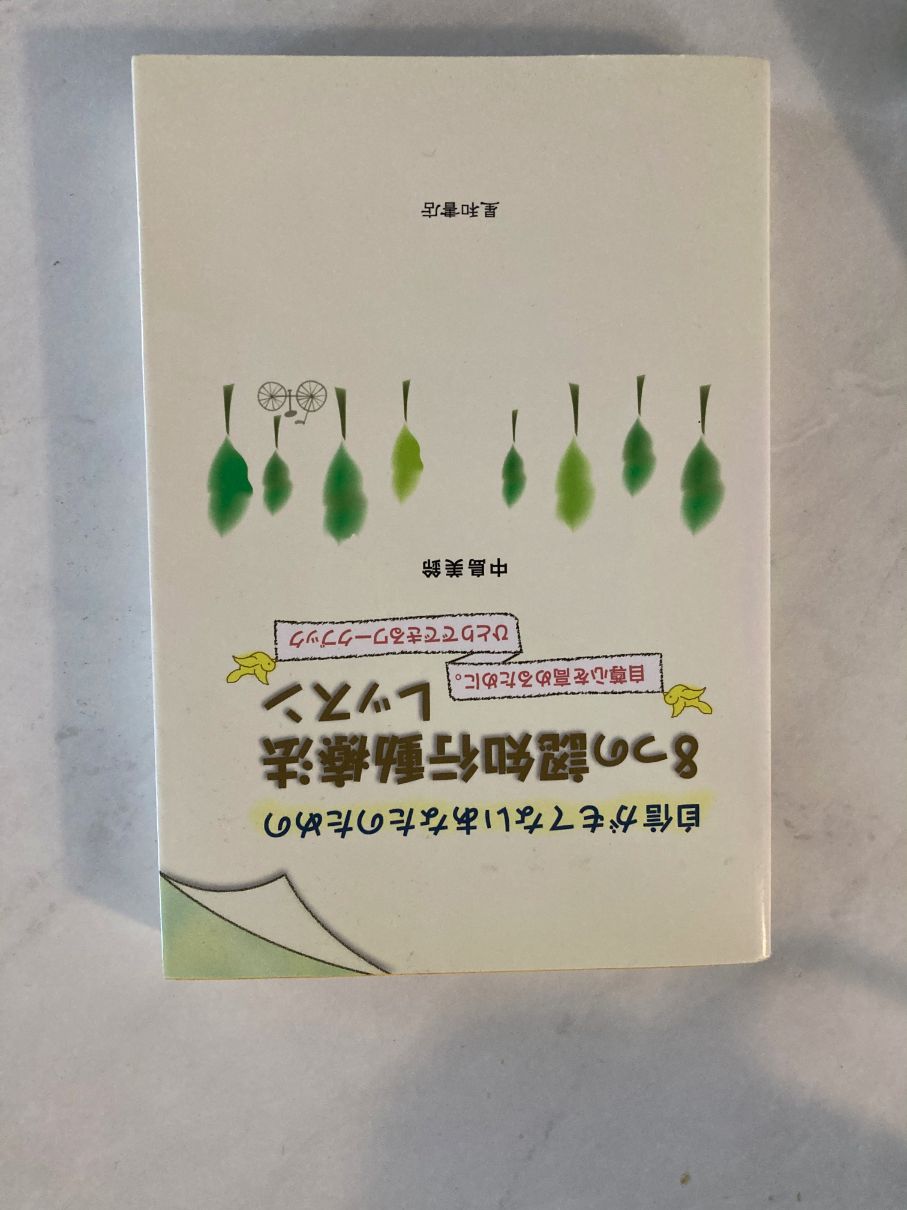 自信がもてないあなたのための
8つの認知行動療法
レッスン
自尊心を高めるために。
ひとりでできるワークブック
中島美鈴
星和書店